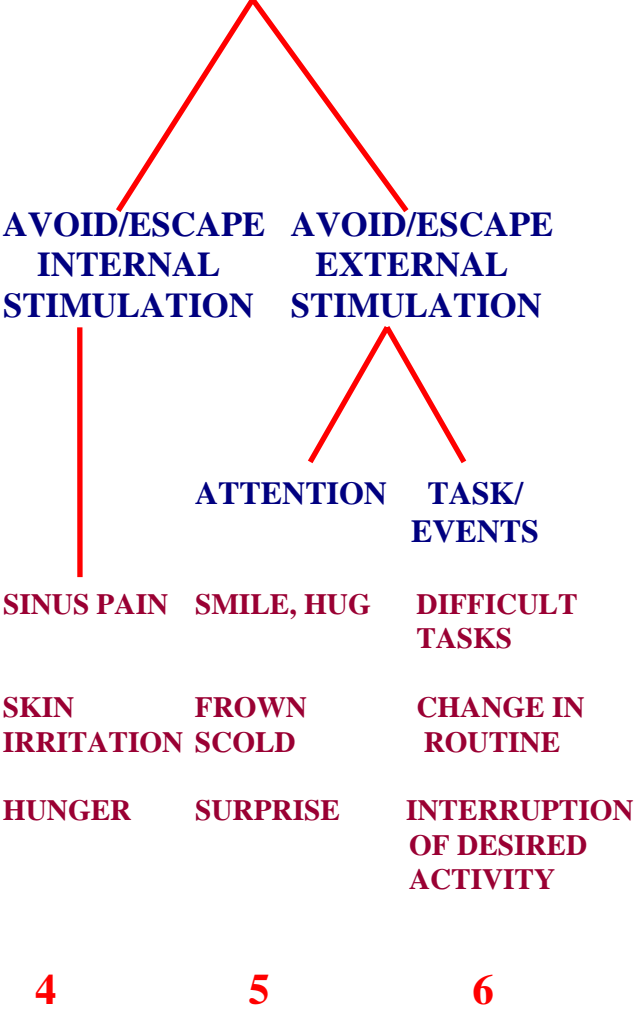 AVOID/ESCAPE AVOID/ESCAPE
INTERNAL EXTERNAL
STIMULATION STIMULATION
ATTENTION TASK/
EVENTS
SINUS PAIN SMILE, HUG DIFFICULT
TASKS
SKIN FROWN CHANGE IN
IRRITATION SCOLD ROUTINE
HUNGER SURPRISE INTERRUPTION
OF DESIRED
ACTIVITY
4 5 6